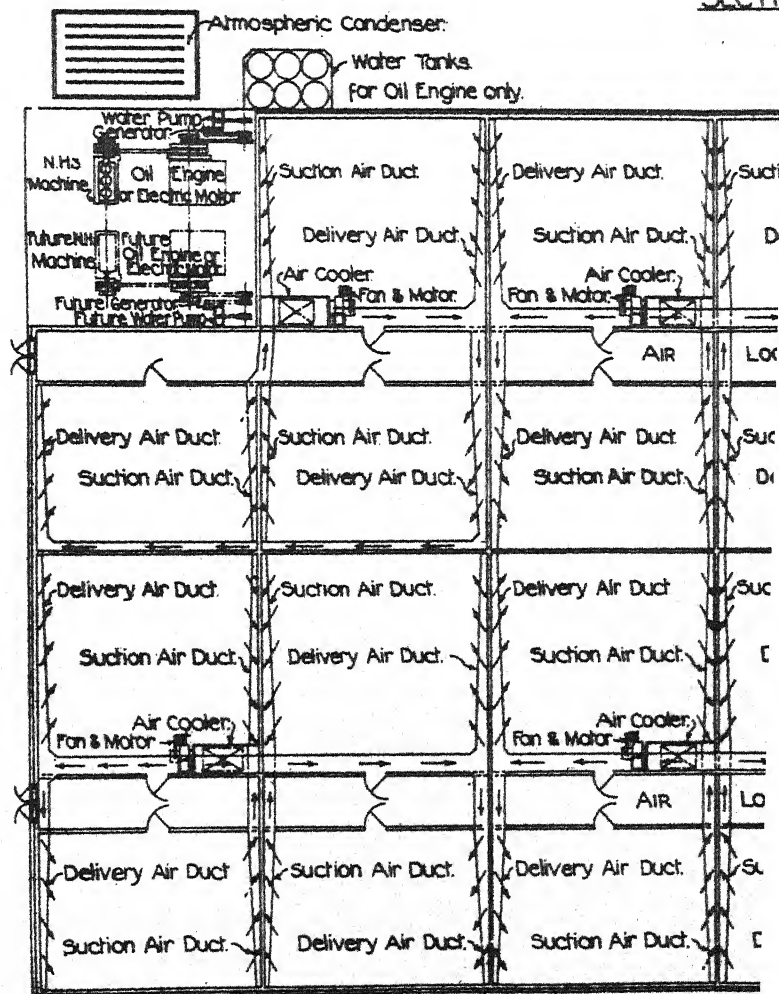 Atmospheric Condenser.
Water Tanks.
for Oil Engine only.
Water Pump
Generator
N.H3
Machine
Oil Engine
or Electric Motor
Suction Air Duct.
Delivery Air Duct.
Delivery Air Duct.
Suction Air Duct.
Future N.H3
Machine
Future
Oil Engine or
Electric Motor
Future Generator
Future Water Pump
Air Cooler.
Fan & Motor.
Air Cooler.
Fan & Motor.
AIR
Delivery Air Duct.
Suction Air Duct.
Delivery Air Duct.
Suction Air Duct.
Delivery Air Duct.
Suction Air Duct.
Delivery Air Duct.
Suction Air Duct.
Delivery Air Duct
Suction Air Duct.
Delivery Air Duct.
Suction Air Duct.
Air Cooler.
Fan & Motor.
Air Cooler.
Fan & Motor.
AIR
Delivery Air Duct
Suction Air Duct.
Delivery Air Duct.
Suction Air Duct.
Delivery Air Duct.
Suction Air Duct.